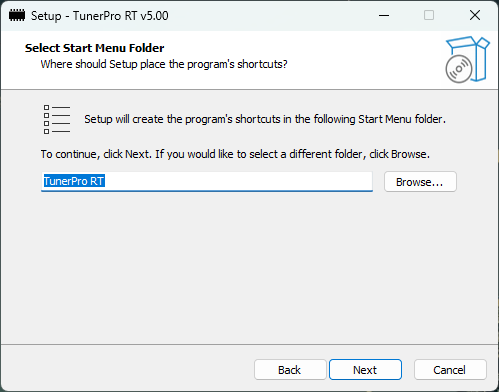 Setup - TunerPro RT v5.00
Select Start Menu Folder
Where should Setup place the program's shortcuts?
Setup will create the program's shortcuts in the following Start Menu folder.
To continue, click Next. If you would like to select a different folder, click Browse.
TunerPro RT
Browse...
Back
Next
Cancel